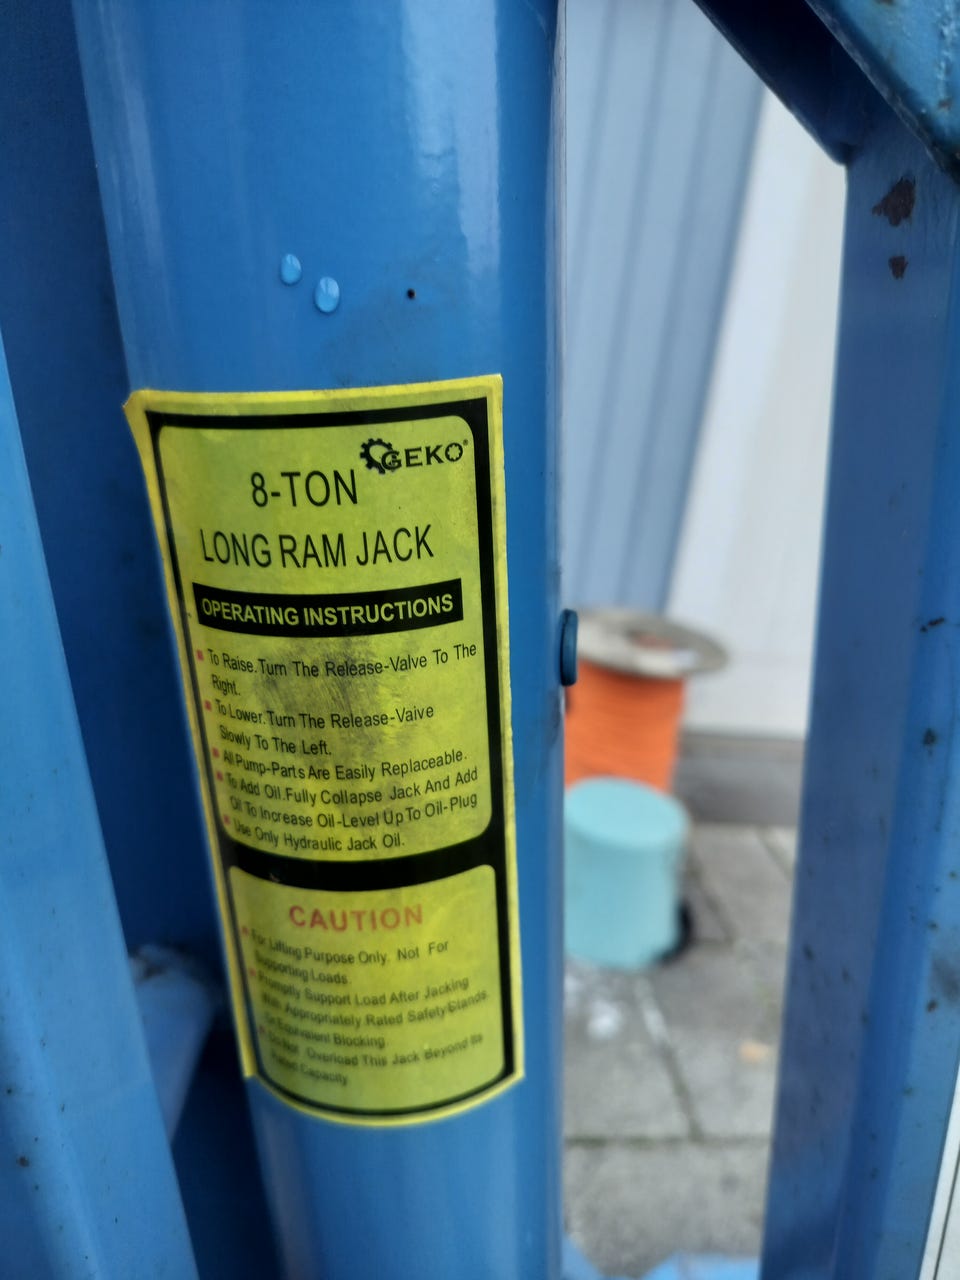 GEKO®
8-TON
LONG RAM JACK
OPERATING INSTRUCTIONS
To Raise.Turn The Release-Valve To The
Right.
To Lower.Turn The Release-Vaive
Slowly To The Left.
All Pump-Parts Are Easily Replaceable.
To Add Oil.Fully Collapse Jack And Add
Oil To Increase Oil-Level Up To Oil-Plug
Use Only Hydraulic Jack Oil.
CAUTION
For Lifting Purpose Only. Not For
Supporting Loads.
Promptly Support Load After Jacking
With Appropriately Rated Safety
Or Equivalent Blocking.
Do Not Overload This Jack Beyond Its
Rated Capacity